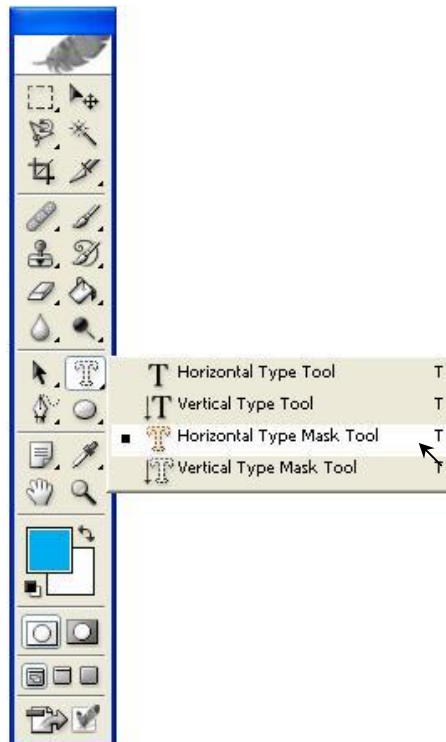 Horizontal Type Tool T
Vertical Type Tool T
Horizontal Type Mask Tool T
Vertical Type Mask Tool T